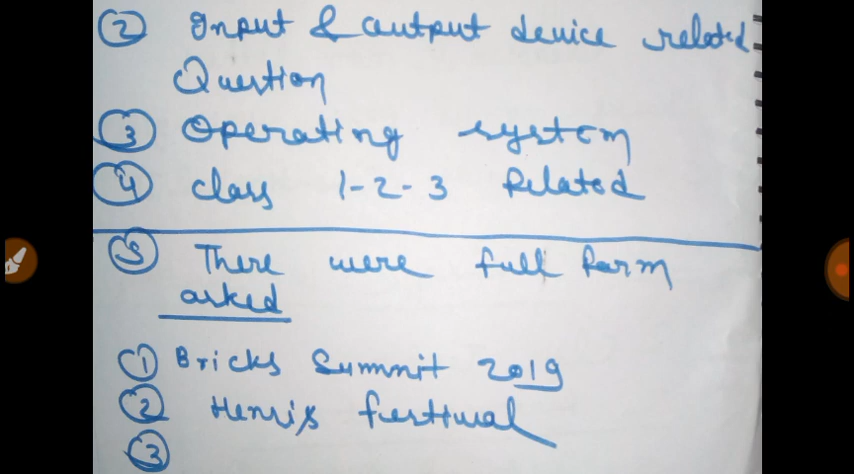 ② Input & output device related
Question
③ Operating system
④ class 1-2-3 Related
⑤ There were full form
asked
① Bricks Summit 2019
② Henris festival
③